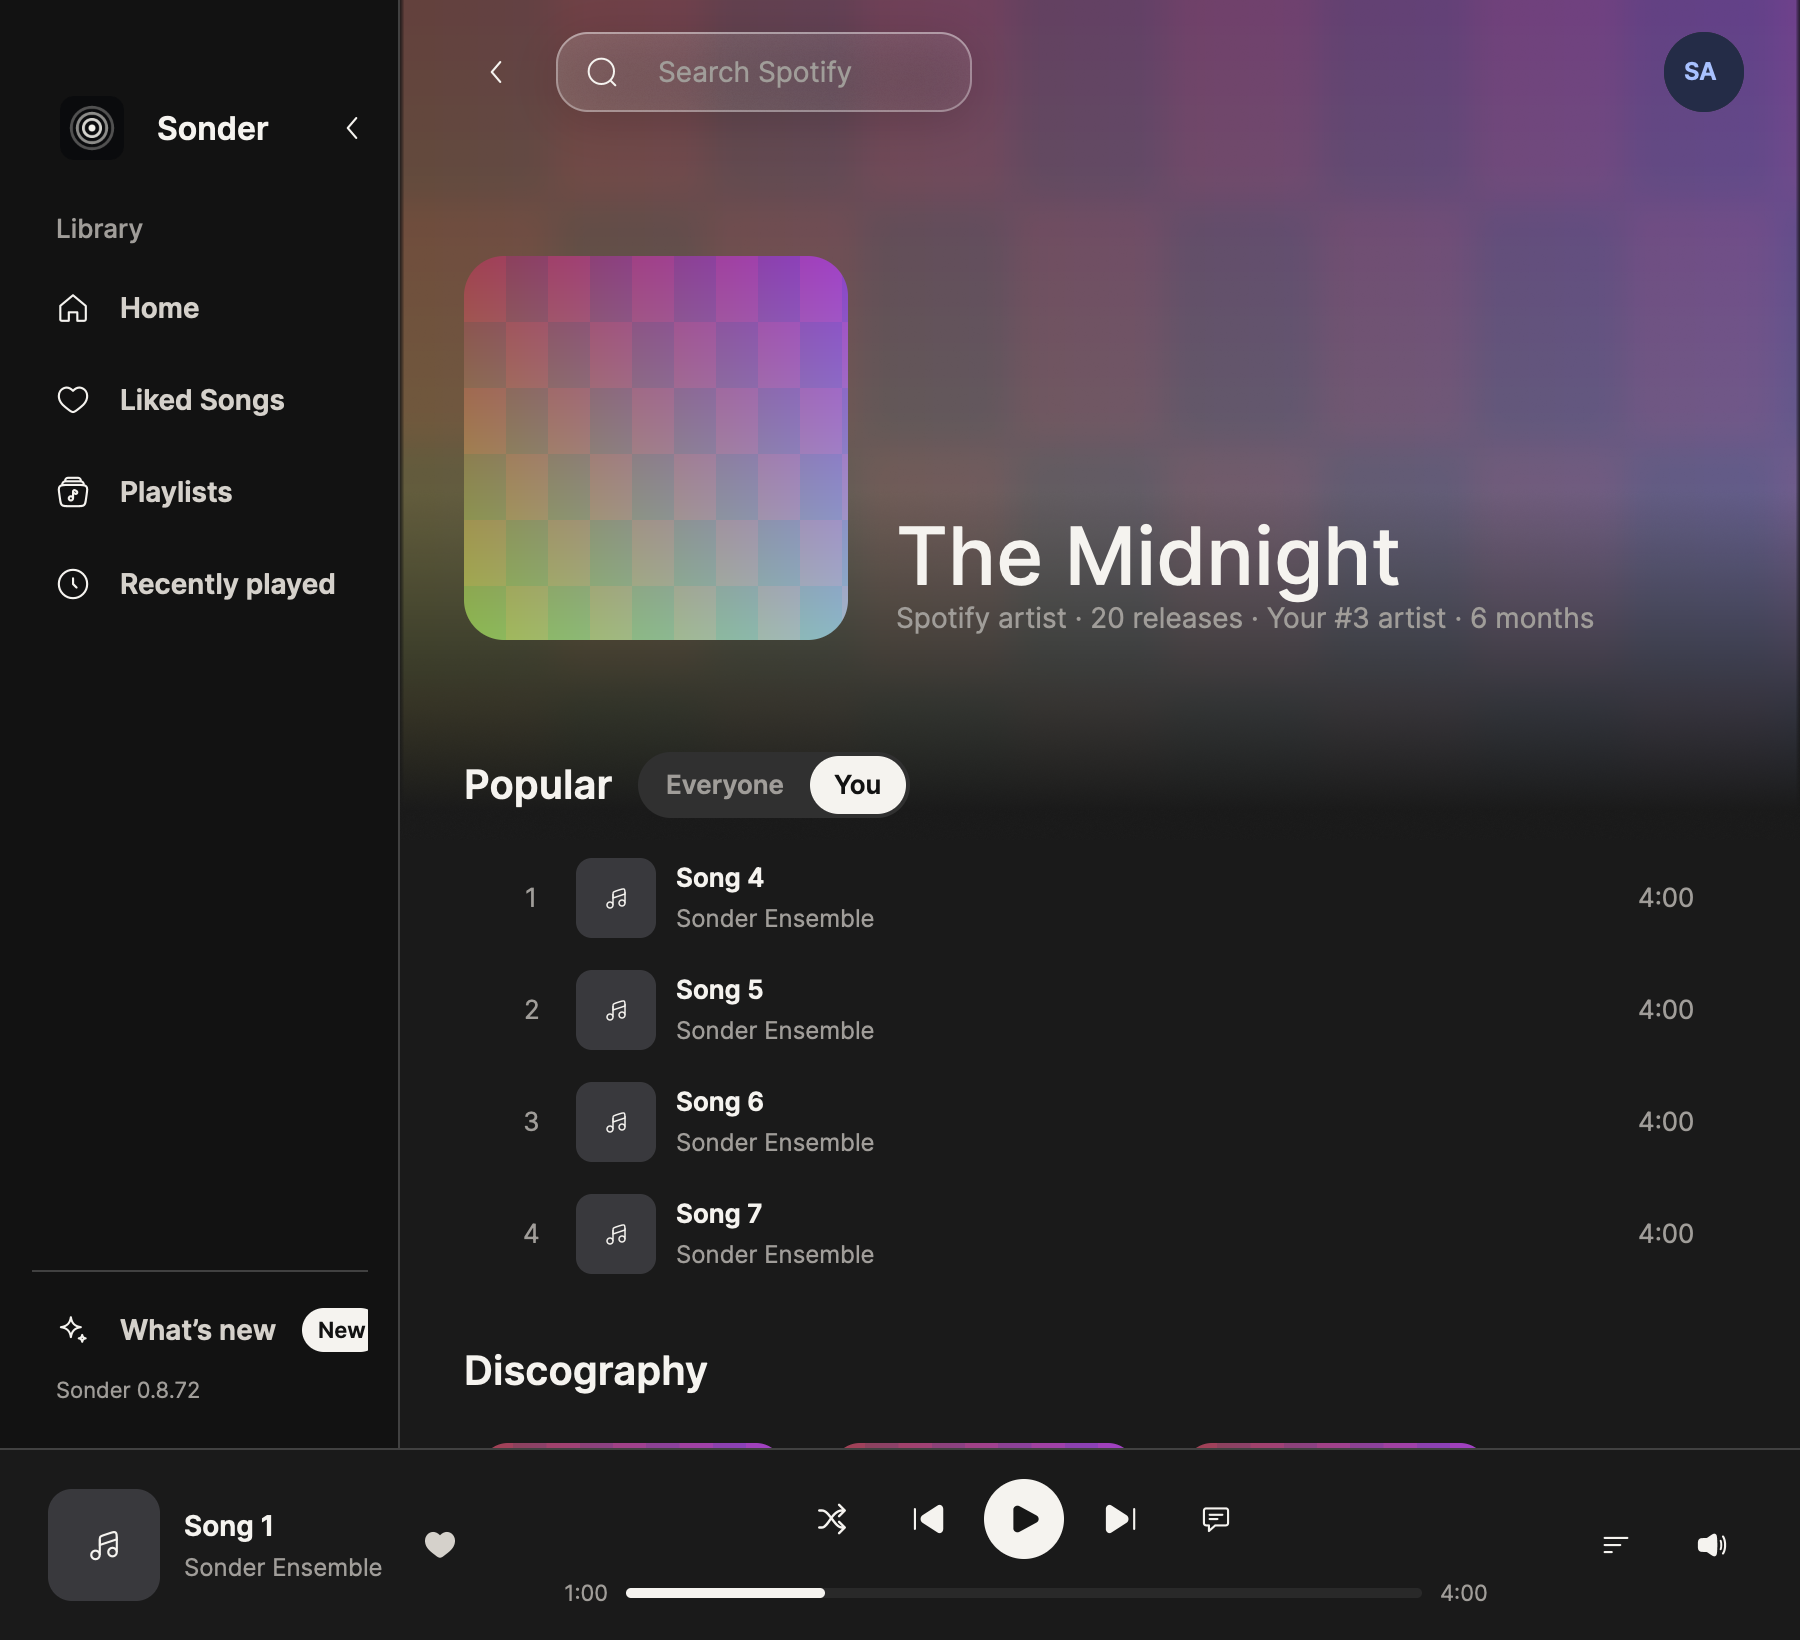 Sonder
Library
Home
Liked Songs
Playlists
Recently played
What’s new New
Sonder 0.8.72
Search Spotify
SA
The Midnight
Spotify artist · 20 releases · Your #3 artist · 6 months
Popular Everyone You
1 Song 4 4:00
Sonder Ensemble
2 Song 5 4:00
Sonder Ensemble
3 Song 6 4:00
Sonder Ensemble
4 Song 7 4:00
Sonder Ensemble
Discography
Song 1
Sonder Ensemble
1:00 4:00